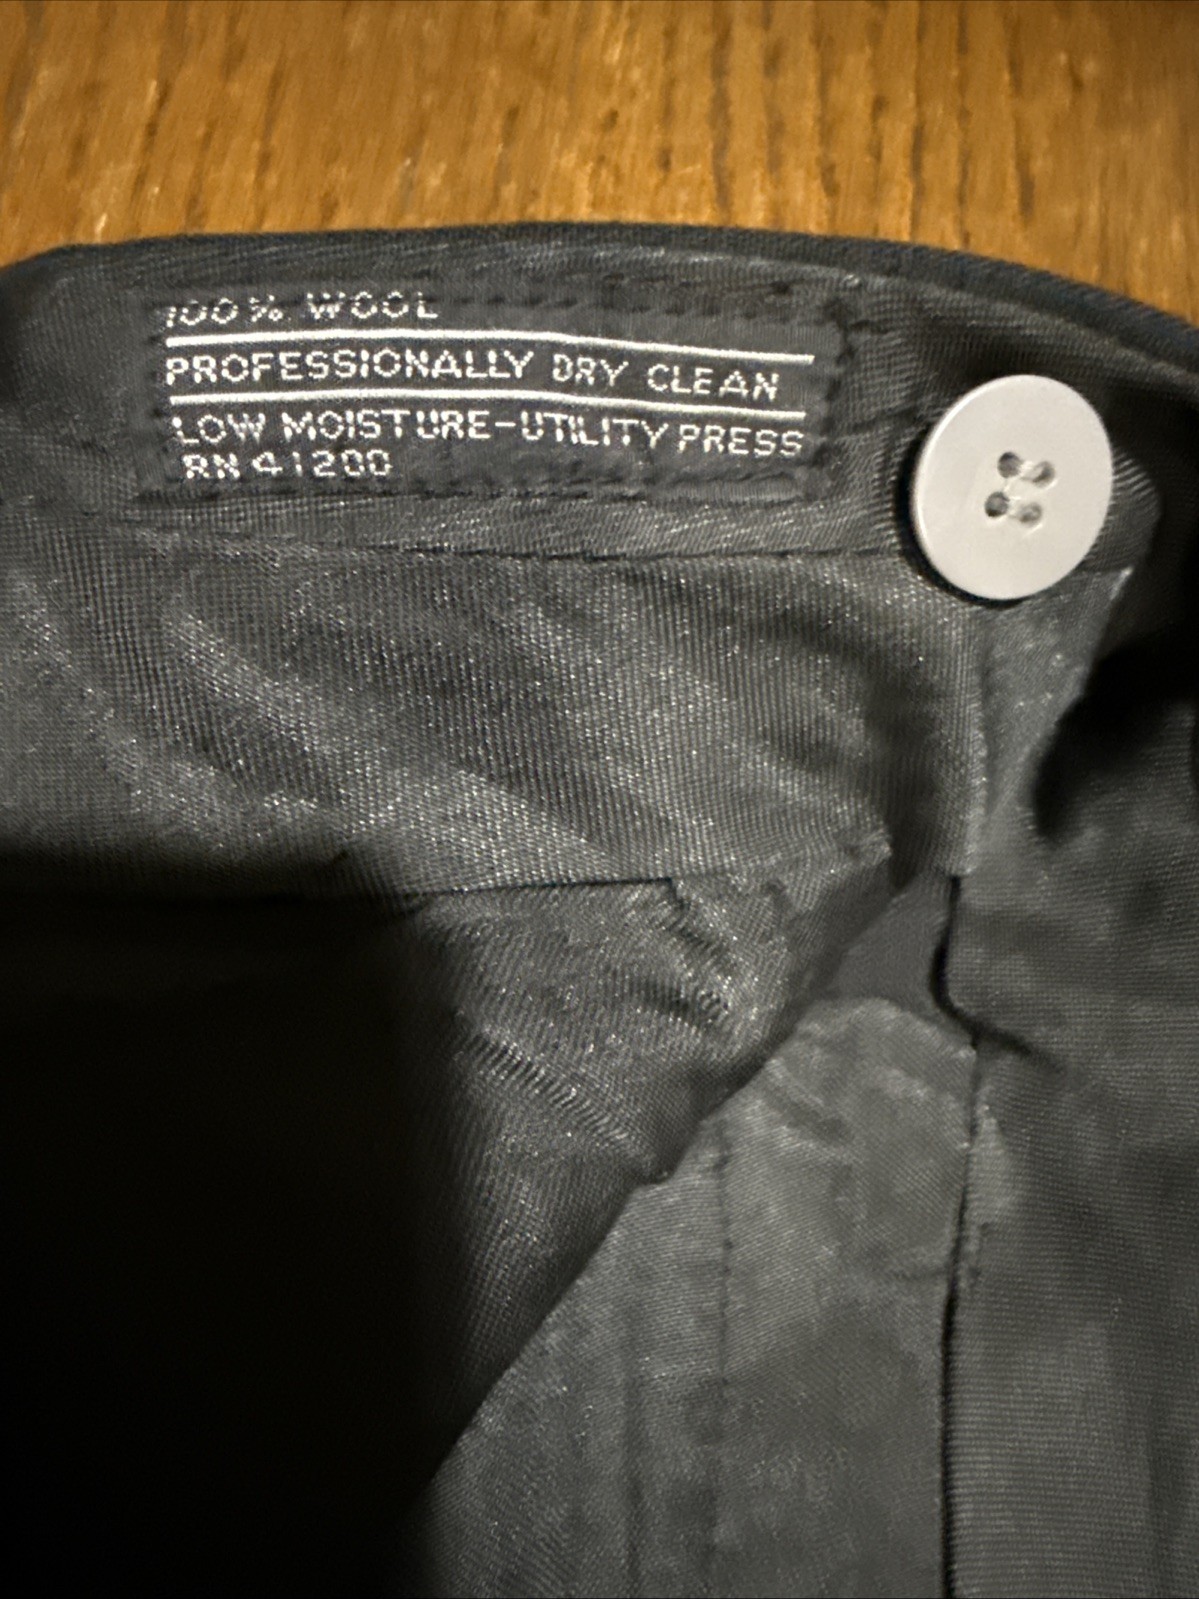 100% WOOL
PROFESSIONALLY DRY CLEAN
LOW MOISTURE-UTILITY PRESS
RN 41200